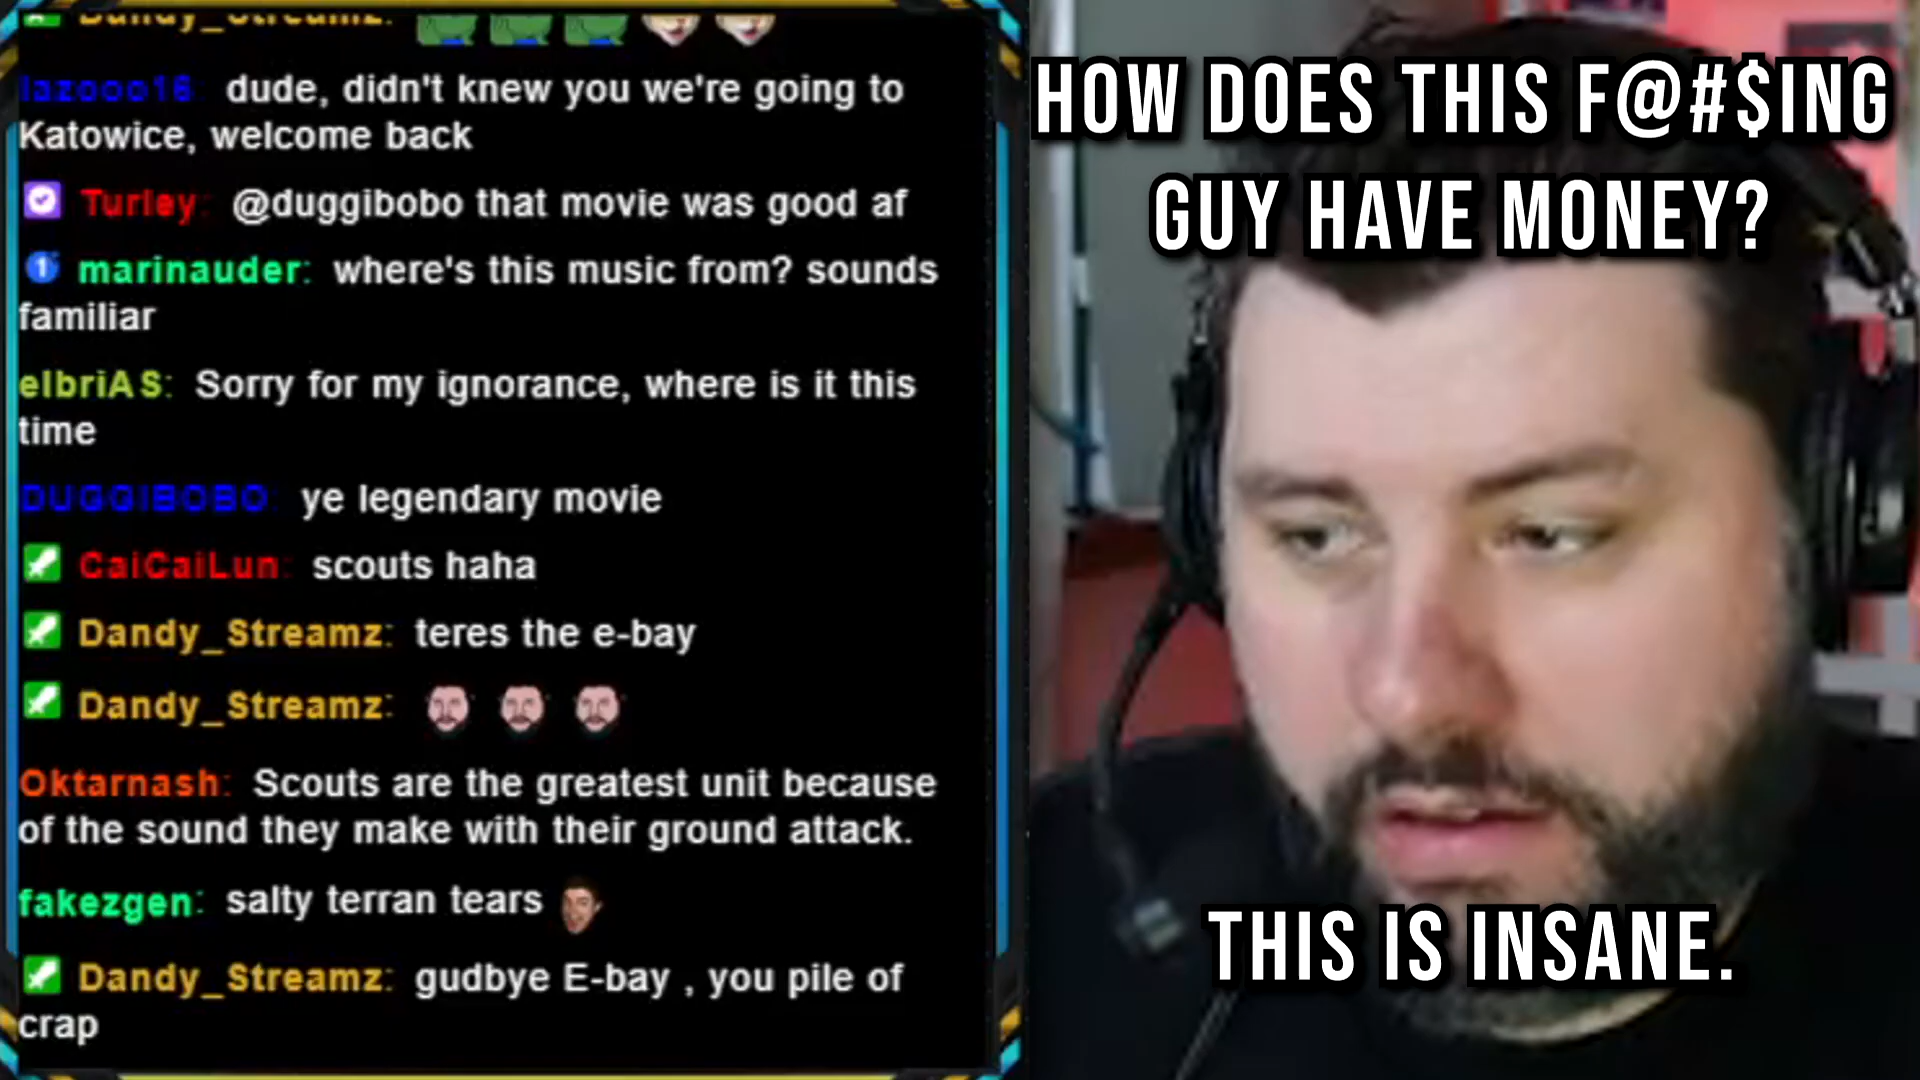 Dandy_Streamz:
lazooo16: dude, didn't knew you we're going to
Katowice, welcome back
Turley: @duggibobo that movie was good af
marinauder: where's this music from? sounds
familiar
elbriAS: Sorry for my ignorance, where is it this
time
DUGGIBOBO: ye legendary movie
CaiCaiLun: scouts haha
Dandy_Streamz: teres the e-bay
Dandy_Streamz:
Oktarnash: Scouts are the greatest unit because
of the sound they make with their ground attack.
fakezgen: salty terran tears
Dandy_Streamz: gudbye E-bay , you pile of
crap
HOW DOES THIS F@#$ING
GUY HAVE MONEY?
THIS IS INSANE.